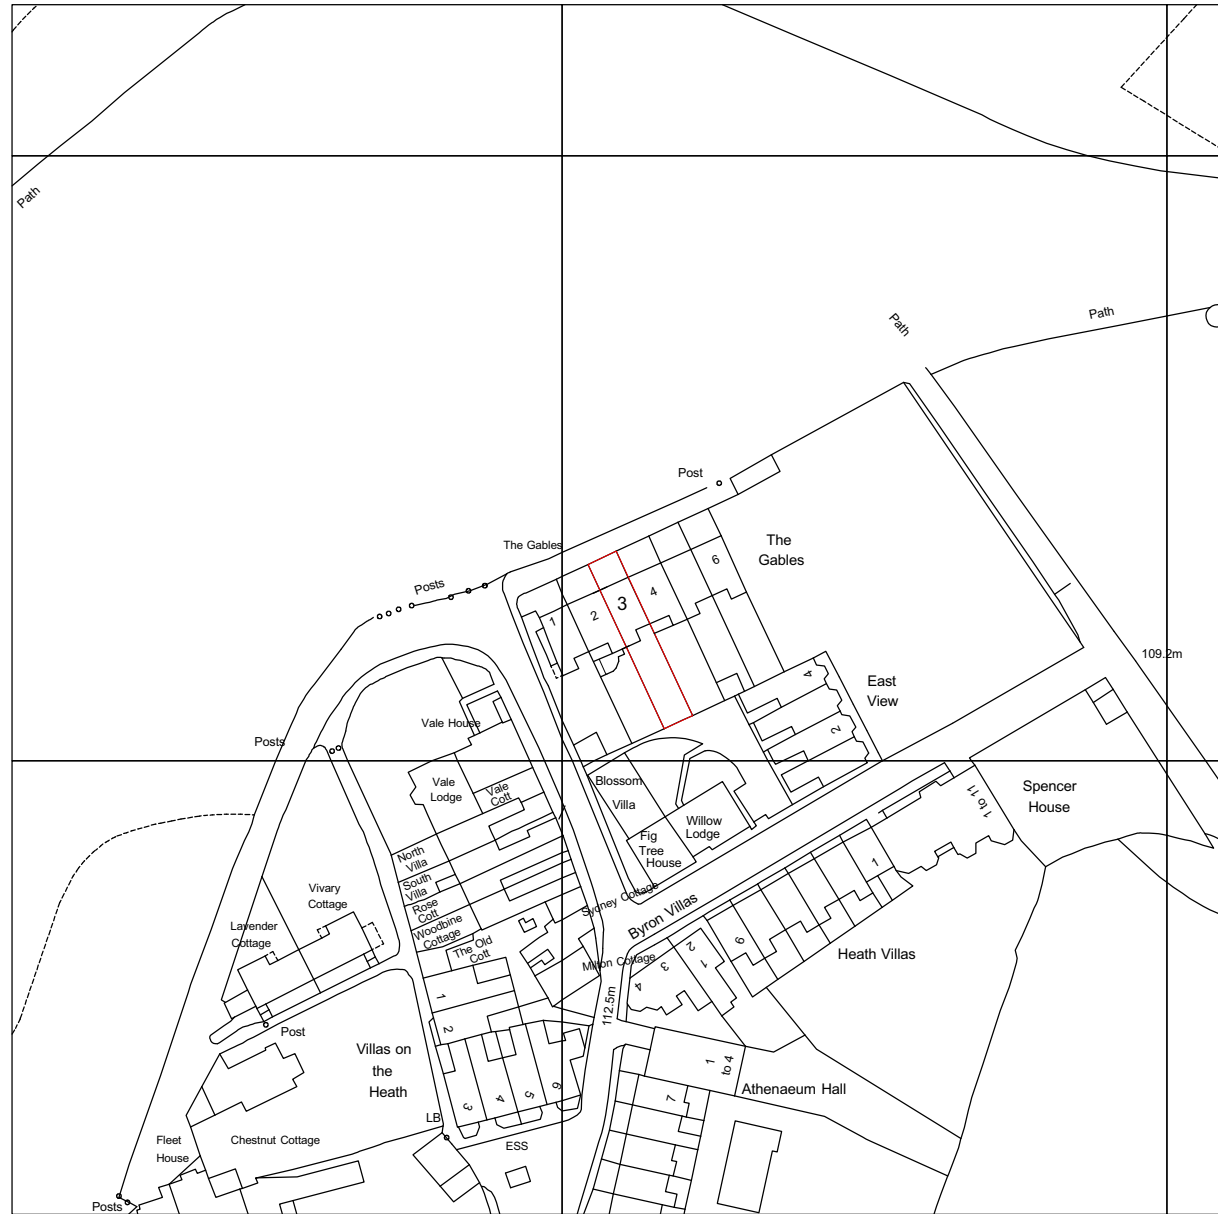 Path
Path
Path
Post
The Gables
The
Gables
Posts
1
2
3
4
6
109.2m
East
View
4
2
Vale House
Posts
Vale
Lodge
Vale
Cott
Blossom
Villa
Willow
Lodge
Fig
Tree
House
Spencer
House
1 to 11
North
Villa
South
Villa
Rose
Cott
Woodbine
Cottage
The Old
Cott
Vivary
Cottage
Lavender
Cottage
Sydney Cottage
Byron Villas
Milton Cottage
1
2
3
4
1
9
Heath Villas
112.5m
Post
1
2
3
4
5
6
Villas on
the
Heath
1
to 4
Athenaeum Hall
7
LB
ESS
Fleet
House
Chestnut Cottage
Posts